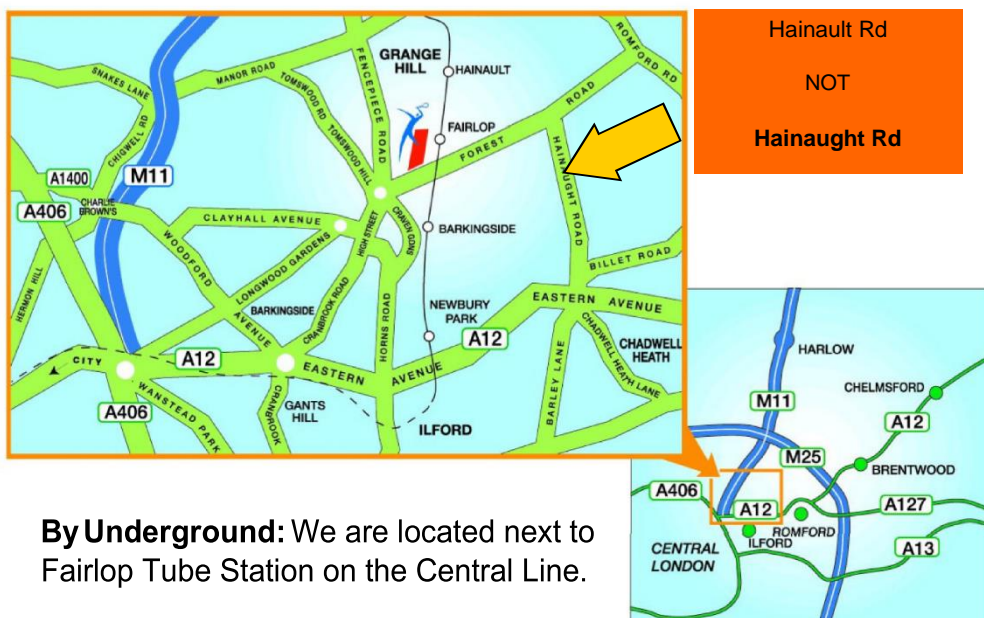 GRANGE
HILL
HAINAULT
FAIRLOP
ROMFORD RD
FENCEPIECE ROAD
MANOR ROAD
TOMSWOOD RD
TOMSWOOD HILL
SNAKES LANE
CHIGWELL RD
M11
A1400
A406
CHARLIE
BROWN'S
FOREST ROAD
HAINAUGHT ROAD
CLAYHALL AVENUE
HIGH STREET
CRAVEN GDNS
BARKINGSIDE
WOODFORD AVENUE
LONGWOOD GARDENS
BILLET ROAD
HERMON HILL
BARKINGSIDE
CRANBROOK ROAD
HORNS ROAD
NEWBURY
PARK
EASTERN AVENUE
A12
CHADWELL
HEATH
CHADWELL HEATH LANE
BARLEY LANE
CITY
A12
EASTERN AVENUE
A406
WANSTEAD PARK
CRANBROOK
GANTS
HILL
ILFORD
Hainault Rd
NOT
Hainaught Rd
HARLOW
CHELMSFORD
M11
A12
M25
BRENTWOOD
A406
A12
A127
ROMFORD
ILFORD
A13
CENTRAL
LONDON
By Underground: We are located next to
Fairlop Tube Station on the Central Line.